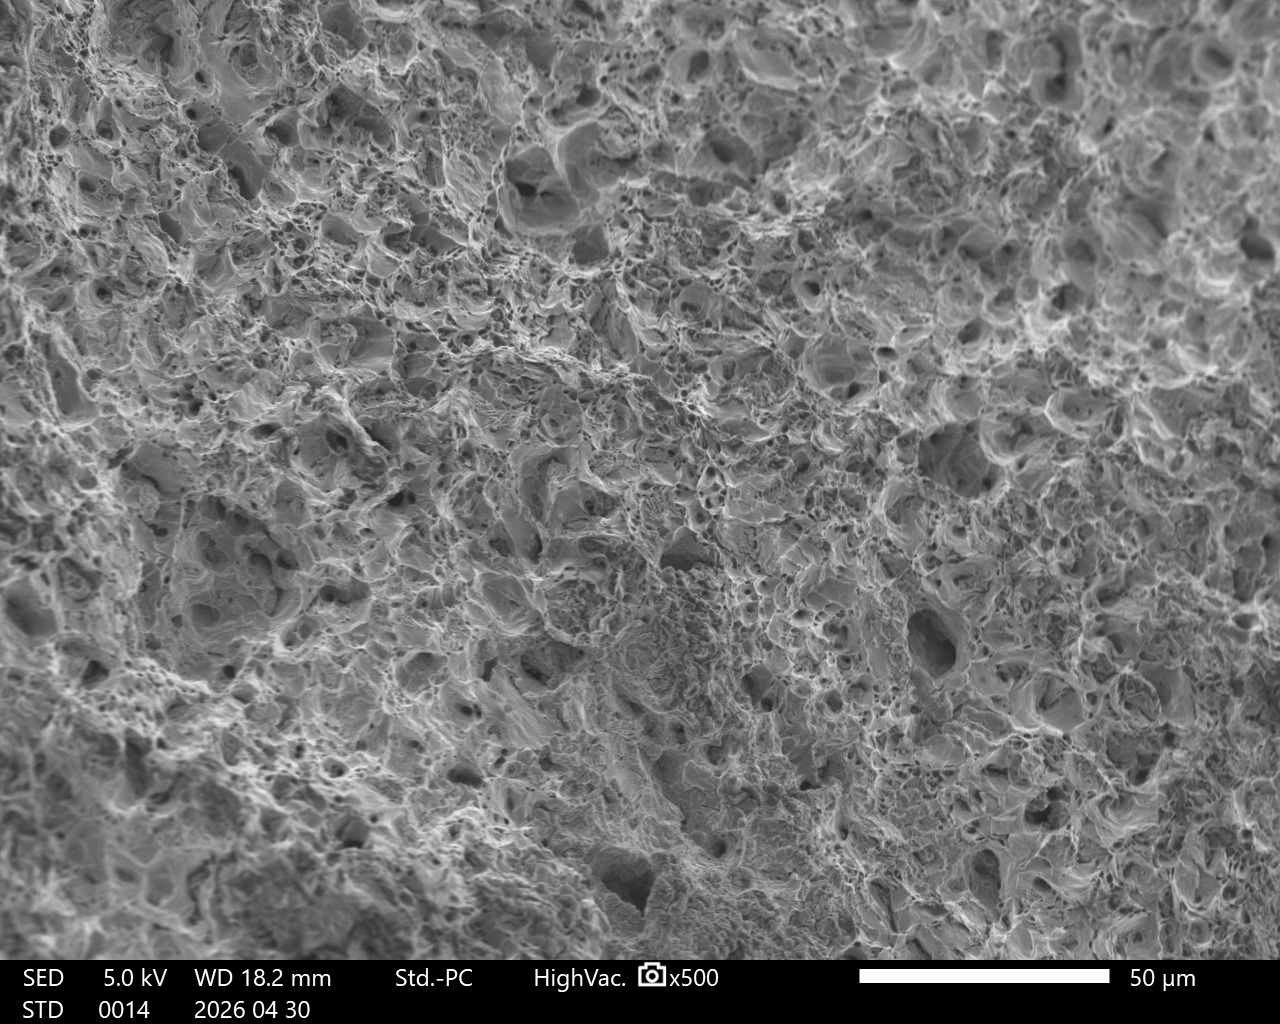 SED 5.0 kV WD 18.2 mm Std.-PC HighVac. x500 50 µm
STD 0014 2026 04 30